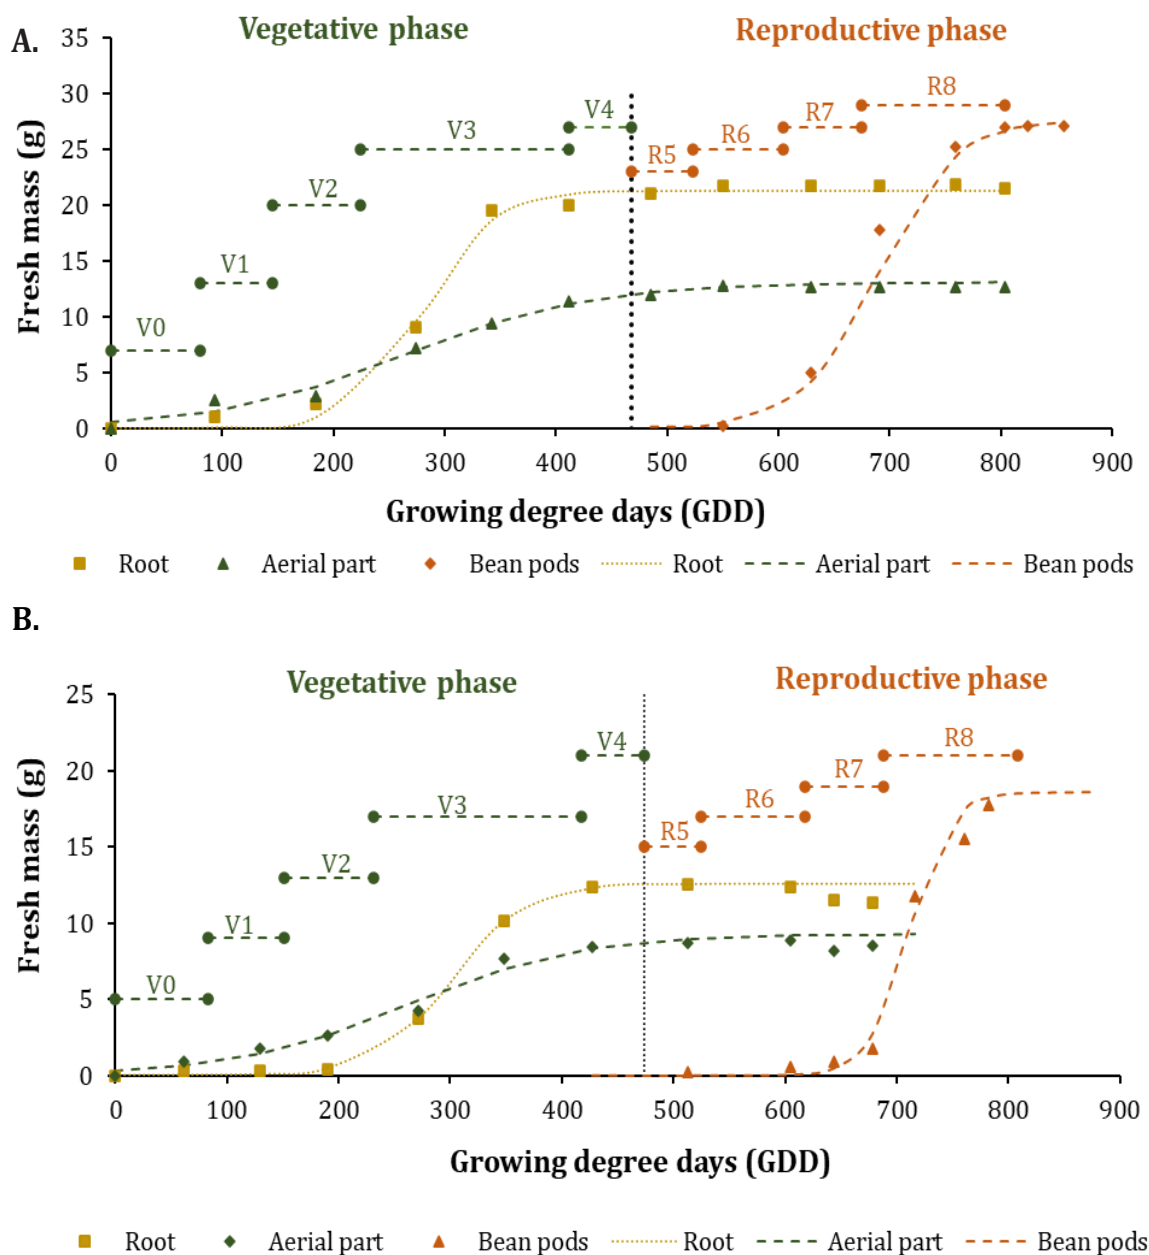 A.
Vegetative phase
Reproductive phase
35
30
25
20
15
10
5
0
Fresh mass (g)
V0
V1
V2
V3
V4
R5
R6
R7
R8
0 100 200 300 400 500 600 700 800 900
Growing degree days (GDD)
Root Aerial part Bean pods Root Aerial part Bean pods
B.
Vegetative phase
Reproductive phase
25
20
15
10
5
0
Fresh mass (g)
V0
V1
V2
V3
V4
R5
R6
R7
R8
0 100 200 300 400 500 600 700 800 900
Growing degree days (GDD)
Root Aerial part Bean pods Root Aerial part Bean pods